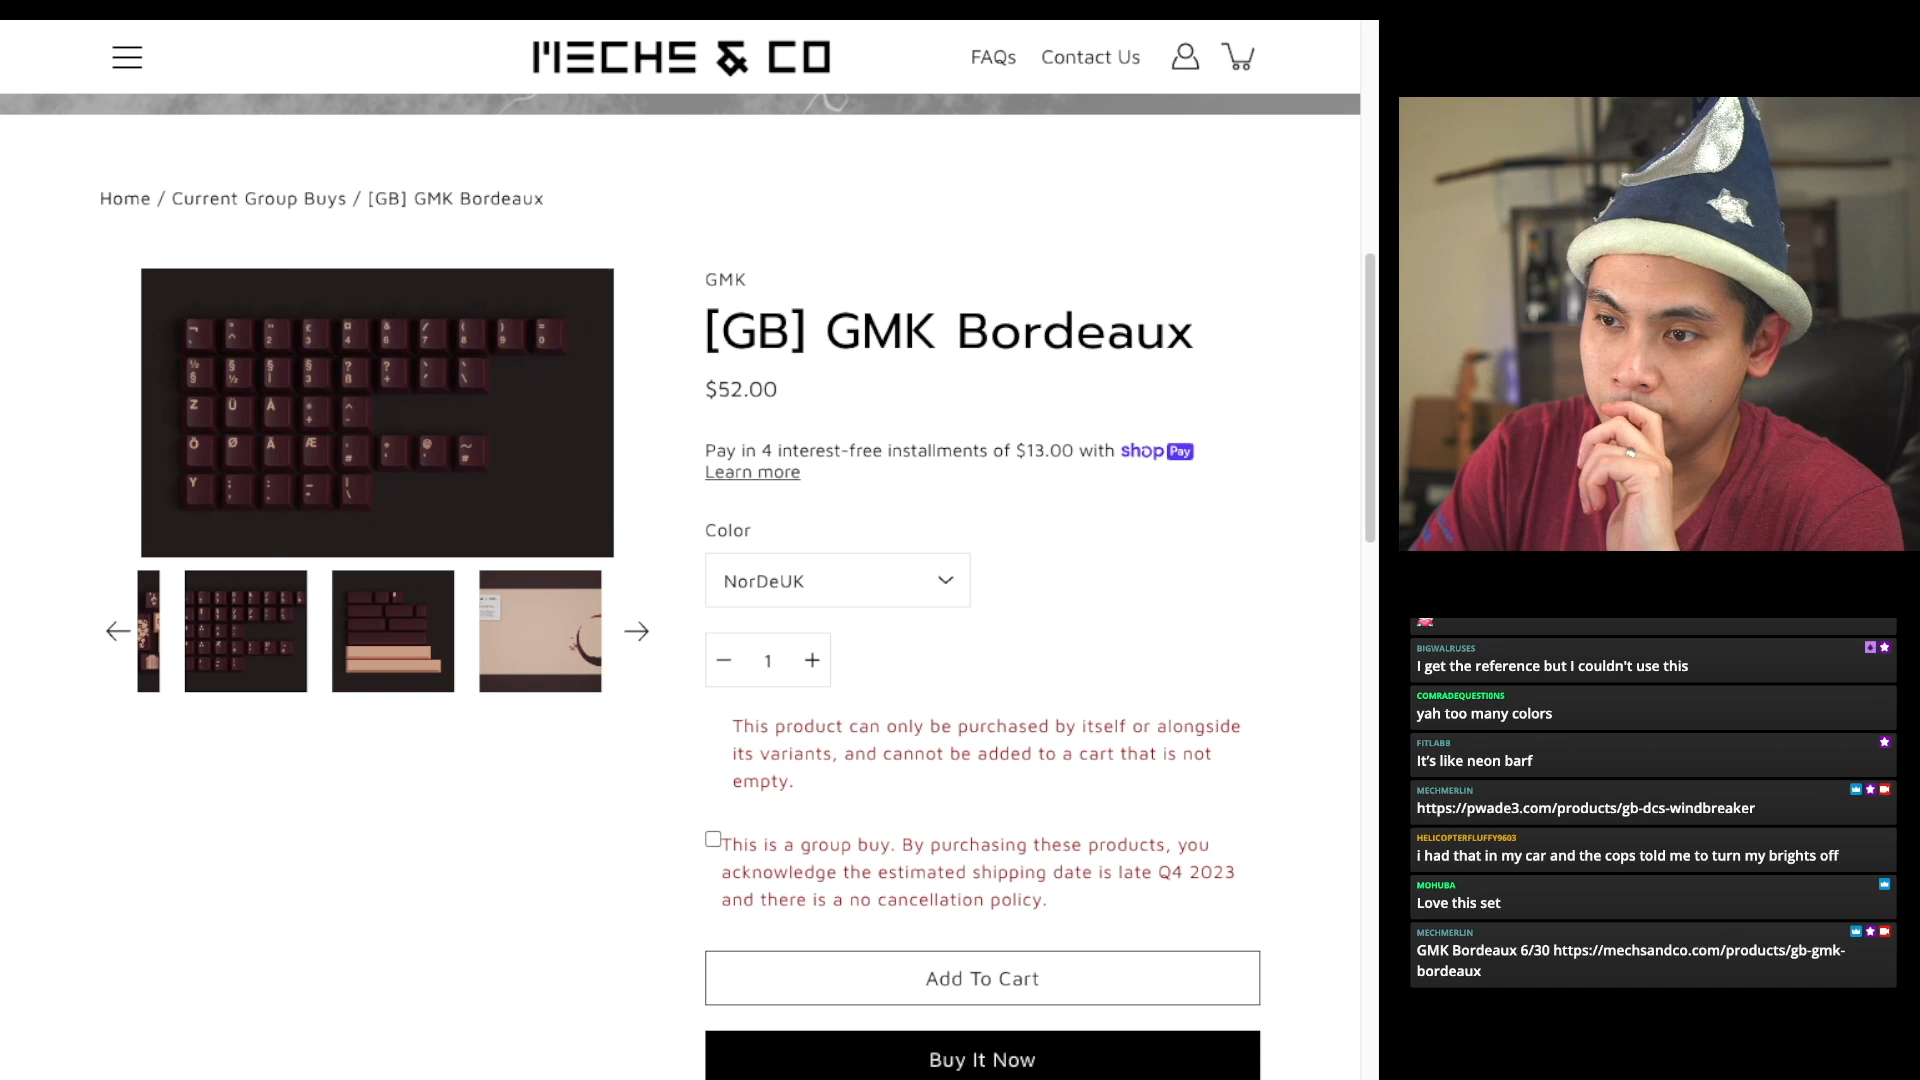 MECHS & CO
FAQs
Contact Us
Home / Current Group Buys / [GB] GMK Bordeaux
GMK
[GB] GMK Bordeaux
$52.00
Pay in 4 interest-free installments of $13.00 with shop Pay
Learn more
Color
NorDeUK
1
This product can only be purchased by itself or alongside
its variants, and cannot be added to a cart that is not
empty.
This is a group buy. By purchasing these products, you
acknowledge the estimated shipping date is late Q4 2023
and there is a no cancellation policy.
Add To Cart
Buy It Now
BIGWALRUSES
I get the reference but I couldn't use this
COMRADEQUESTI0NS
yah too many colors
FITLABB
It's like neon barf
MECHMERLIN
https://pwade3.com/products/gb-dcs-windbreaker
HELICOPTERFLUFFY9603
i had that in my car and the cops told me to turn my brights off
MOHUBA
Love this set
MECHMERLIN
GMK Bordeaux 6/30 https://mechsandco.com/products/gb-gmk-
bordeaux